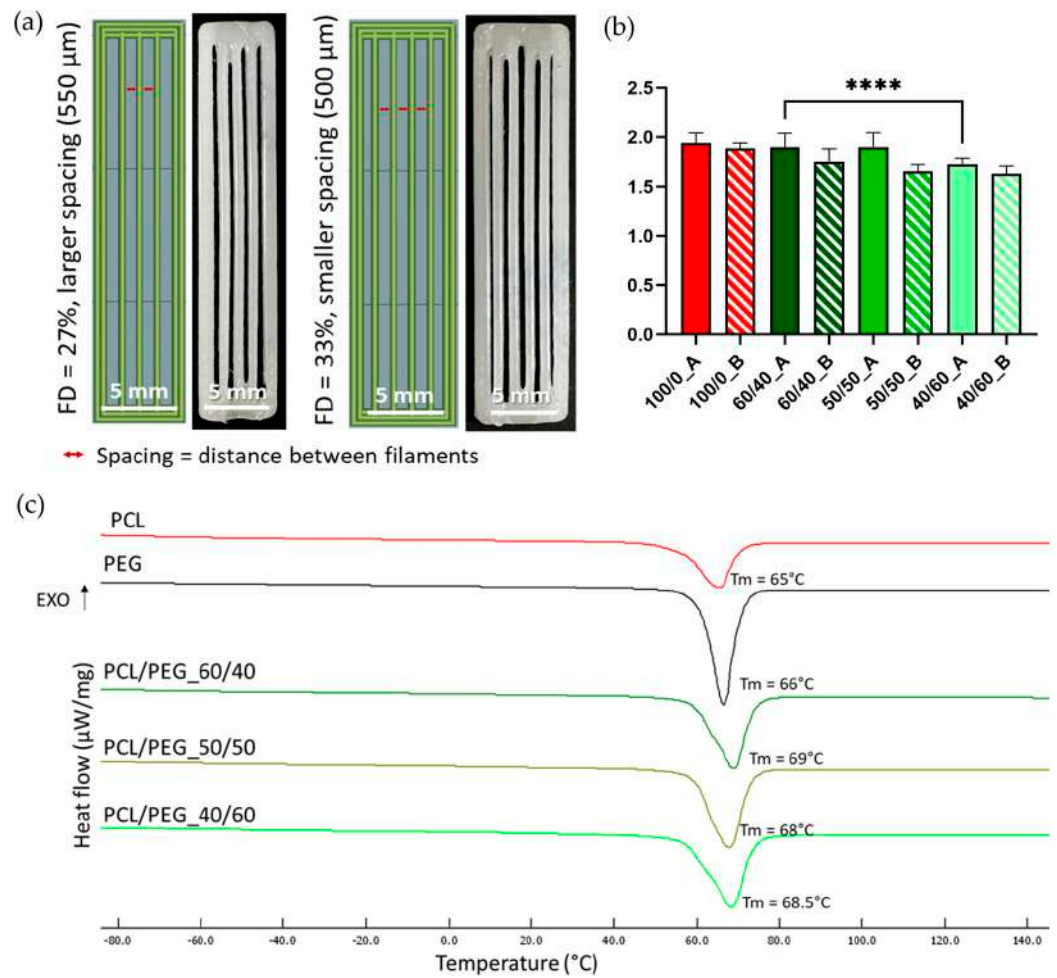 (a)
FD = 27%, larger spacing (550 µm)
5 mm
5 mm
FD = 33%, smaller spacing (500 µm)
5 mm
5 mm
Spacing = distance between filaments
(b)
****
2.5
2.0
1.5
1.0
0.5
0.0
100/0_A
100/0_B
60/40_A
60/40_B
50/50_A
50/50_B
40/60_A
40/60_B
(c)
PCL
Tm = 65°C
PEG
EXO
Tm = 66°C
PCL/PEG_60/40
Tm = 69°C
PCL/PEG_50/50
Tm = 68°C
PCL/PEG_40/60
Tm = 68.5°C
Heat flow (µW/mg)
-80.0 -60.0 -40.0 -20.0 0.0 20.0 40.0 60.0 80.0 100.0 120.0 140.0
Temperature (°C)